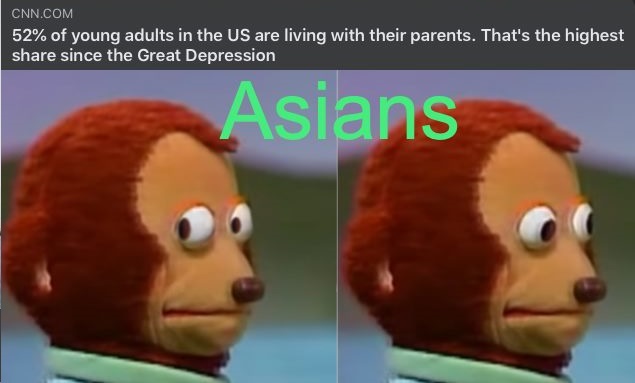 CNN.COM
52% of young adults in the US are living with their parents. That's the highest
share since the Great Depression
Asians